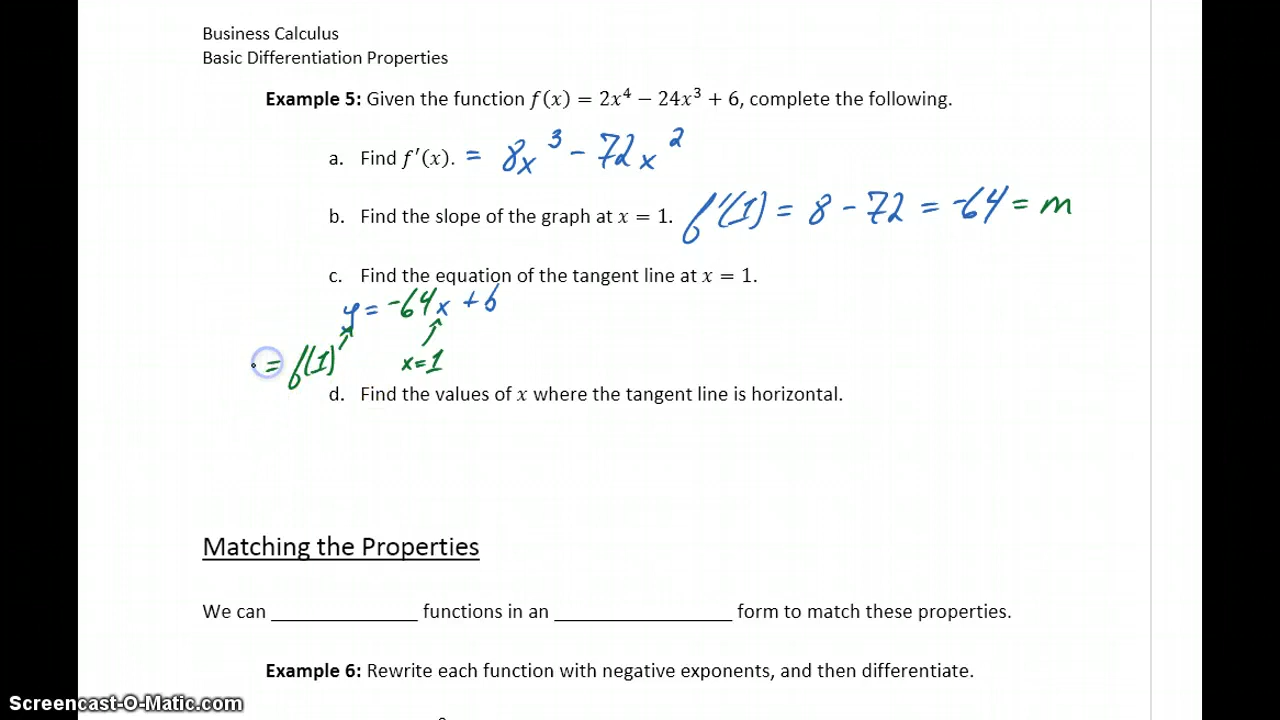 Business Calculus
Basic Differentiation Properties
Example 5: Given the function f(x) = 2x⁴ − 24x³ + 6, complete the following.
a. Find f′(x). = 8x³ − 72x²
b. Find the slope of the graph at x = 1. f′(1) = 8 − 72 = −64 = m
c. Find the equation of the tangent line at x = 1.
y = −64x + b
= f(1) x=1
d. Find the values of x where the tangent line is horizontal.
Matching the Properties
We can ______________ functions in an _________________ form to match these properties.
Example 6: Rewrite each function with negative exponents, and then differentiate.
Screencast-O-Matic.com